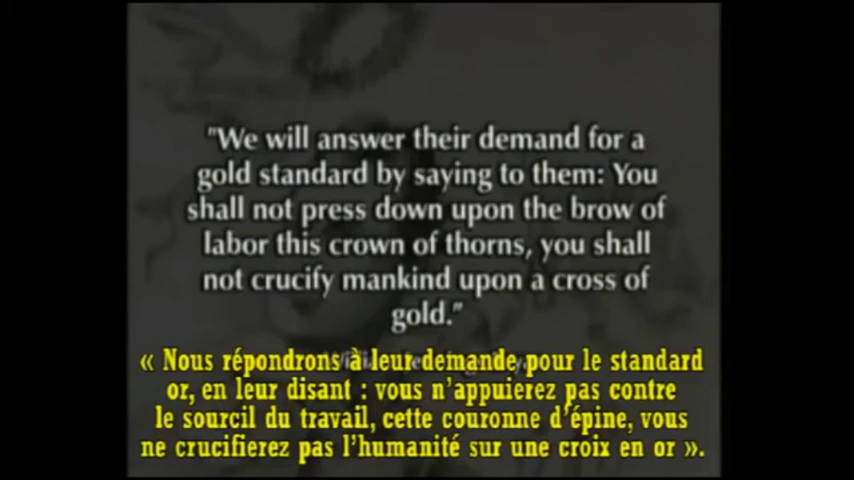 "We will answer their demand for a
gold standard by saying to them: You
shall not press down upon the brow of
labor this crown of thorns, you shall
not crucify mankind upon a cross of
gold."
« Nous répondrons à leur demande pour le standard
or, en leur disant : vous n'appuierez pas contre
le sourcil du travail, cette couronne d'épine, vous
ne crucifierez pas l'humanité sur une croix en or ».